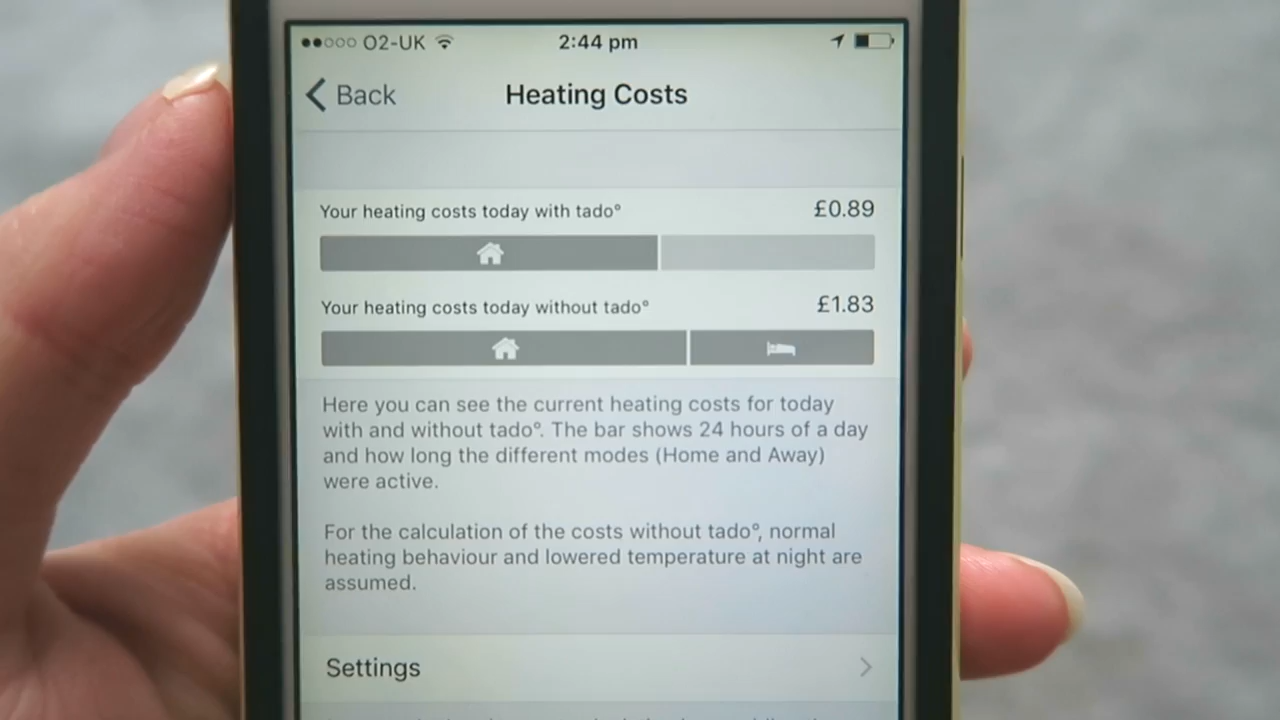 O2-UK 2:44 pm
Back Heating Costs
Your heating costs today with tado° £0.89
Your heating costs today without tado° £1.83
Here you can see the current heating costs for today
with and without tado°. The bar shows 24 hours of a day
and how long the different modes (Home and Away)
were active.
For the calculation of the costs without tado°, normal
heating behaviour and lowered temperature at night are
assumed.
Settings